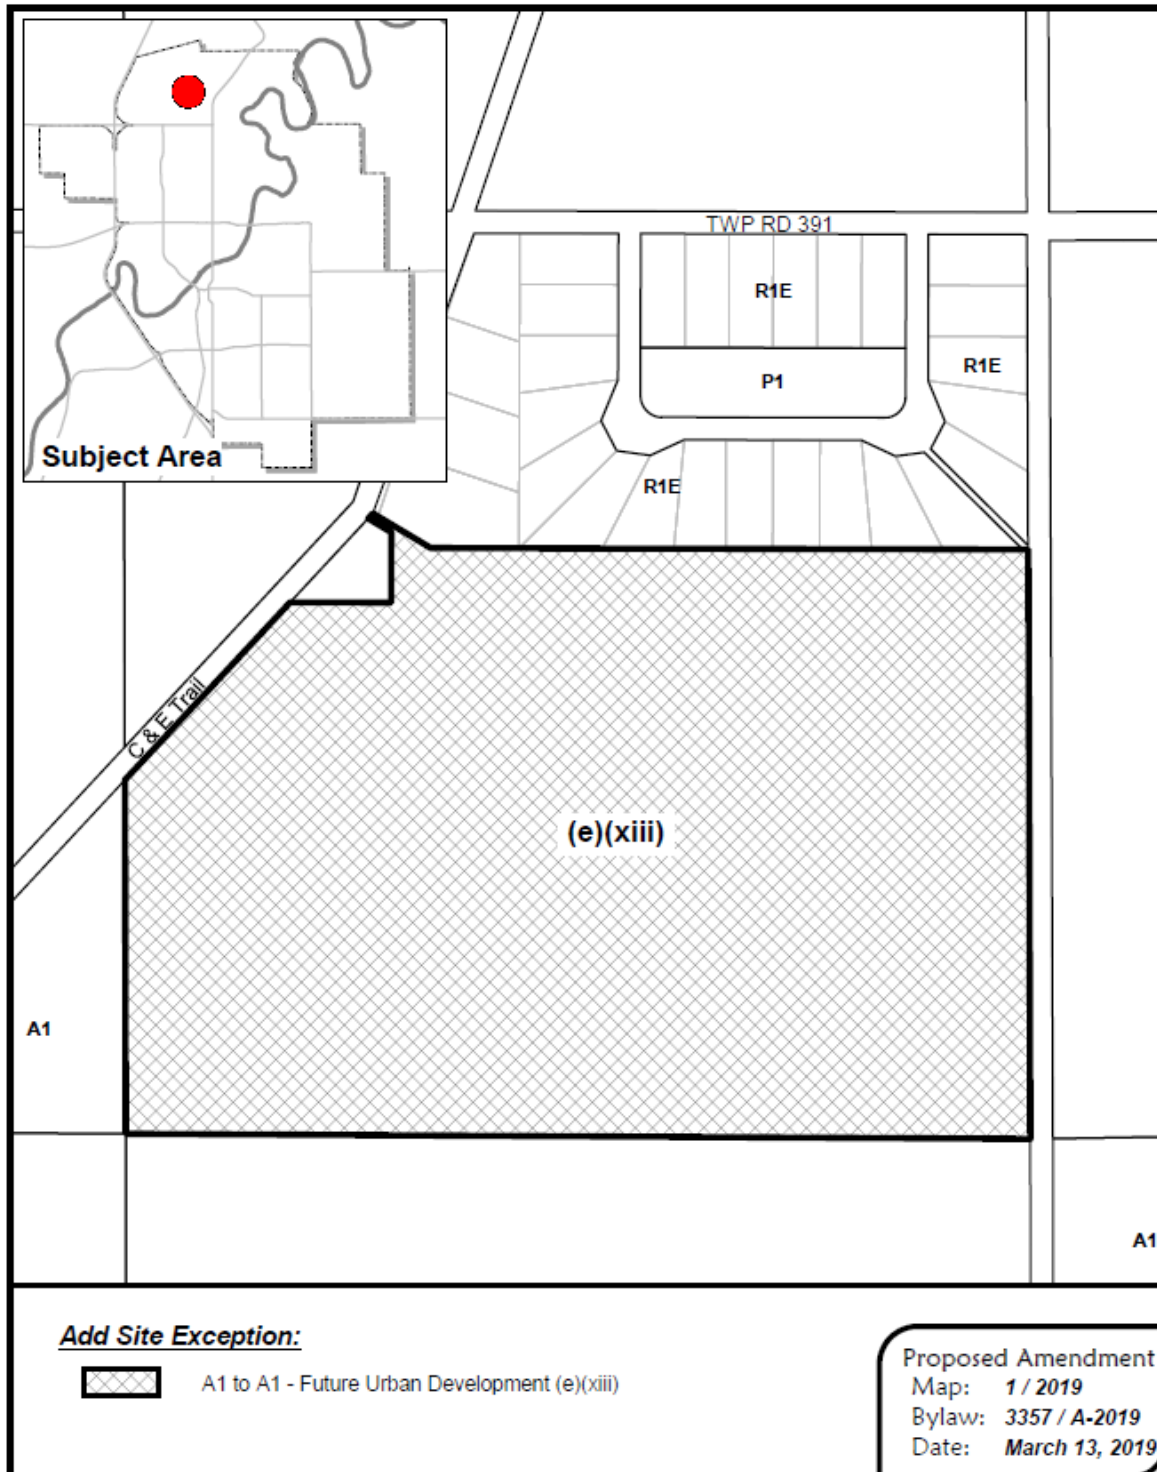 Subject Area
TWP RD 391
R1E
R1E
P1
R1E
C & E Trail
(e)(xiii)
A1
A1
Add Site Exception:
A1 to A1 - Future Urban Development (e)(xiii)
Proposed Amendment
Map: 1 / 2019
Bylaw: 3357 / A-2019
Date: March 13, 2019